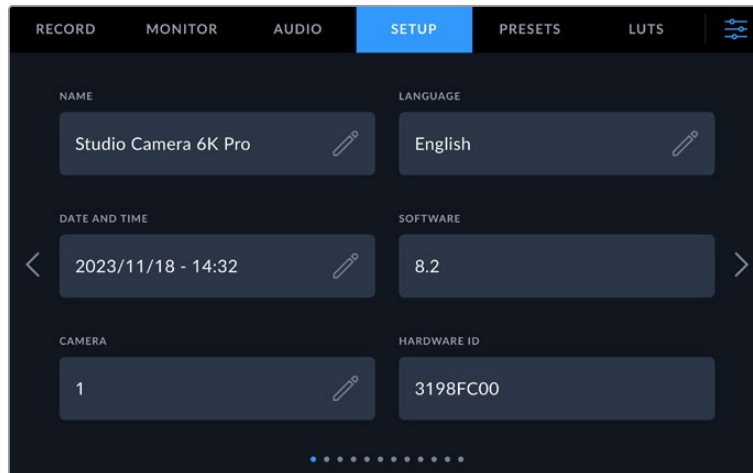 RECORD MONITOR AUDIO SETUP PRESETS LUTS
NAME LANGUAGE
Studio Camera 6K Pro English
DATE AND TIME SOFTWARE
2023/11/18 - 14:32 8.2
CAMERA HARDWARE ID
1 3198FC00